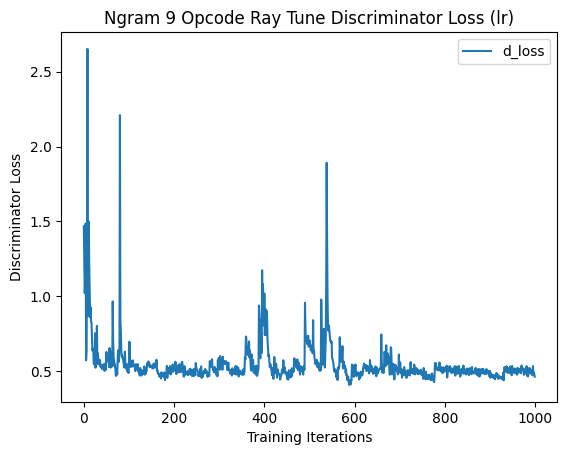 Ngram 9 Opcode Ray Tune Discriminator Loss (lr)
d_loss
2.5
2.0
1.5
1.0
0.5
Discriminator Loss
0 200 400 600 800 1000
Training Iterations